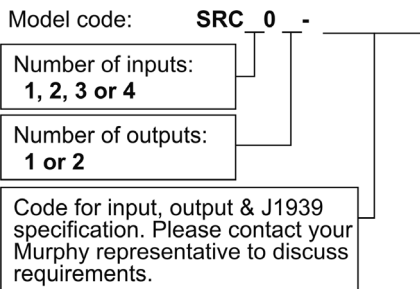 Model code: SRC_0_-____
Number of inputs:
1, 2, 3 or 4
Number of outputs:
1 or 2
Code for input, output & J1939
specification. Please contact your
Murphy representative to discuss
requirements.